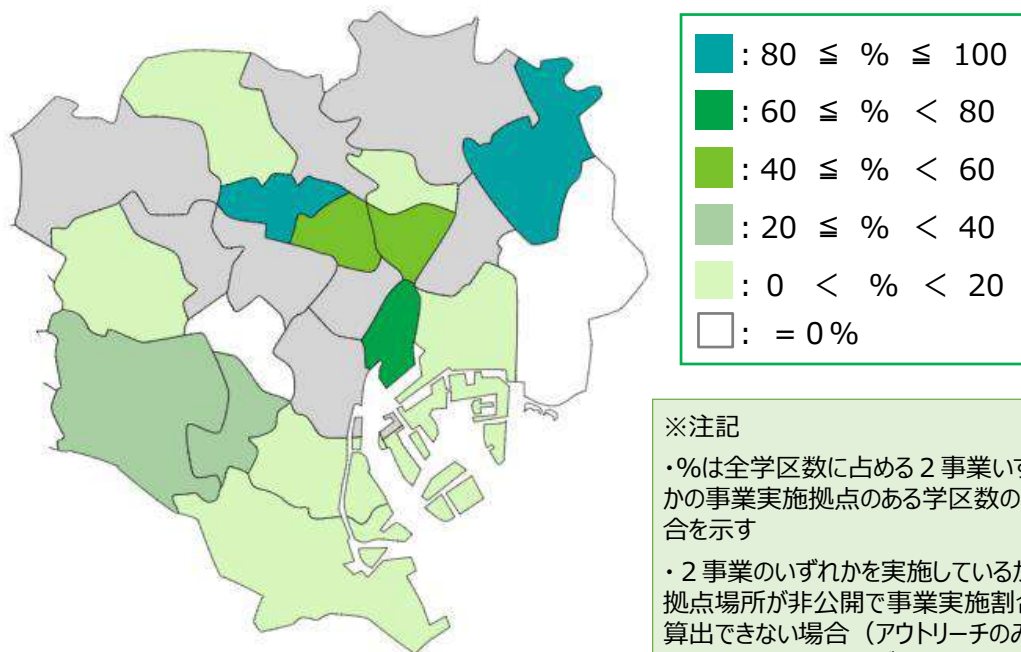 : 80 ≦ % ≦ 100
: 60 ≦ % < 80
: 40 ≦ % < 60
: 20 ≦ % < 40
: 0 < % < 20
: = 0%
※注記
・%は全学区数に占める2事業いず
かの事業実施拠点のある学区数の
合を示す
・2事業のいずれかを実施しているが
拠点場所が非公開で事業実施割合
算出できない場合（アウトリーチのみ